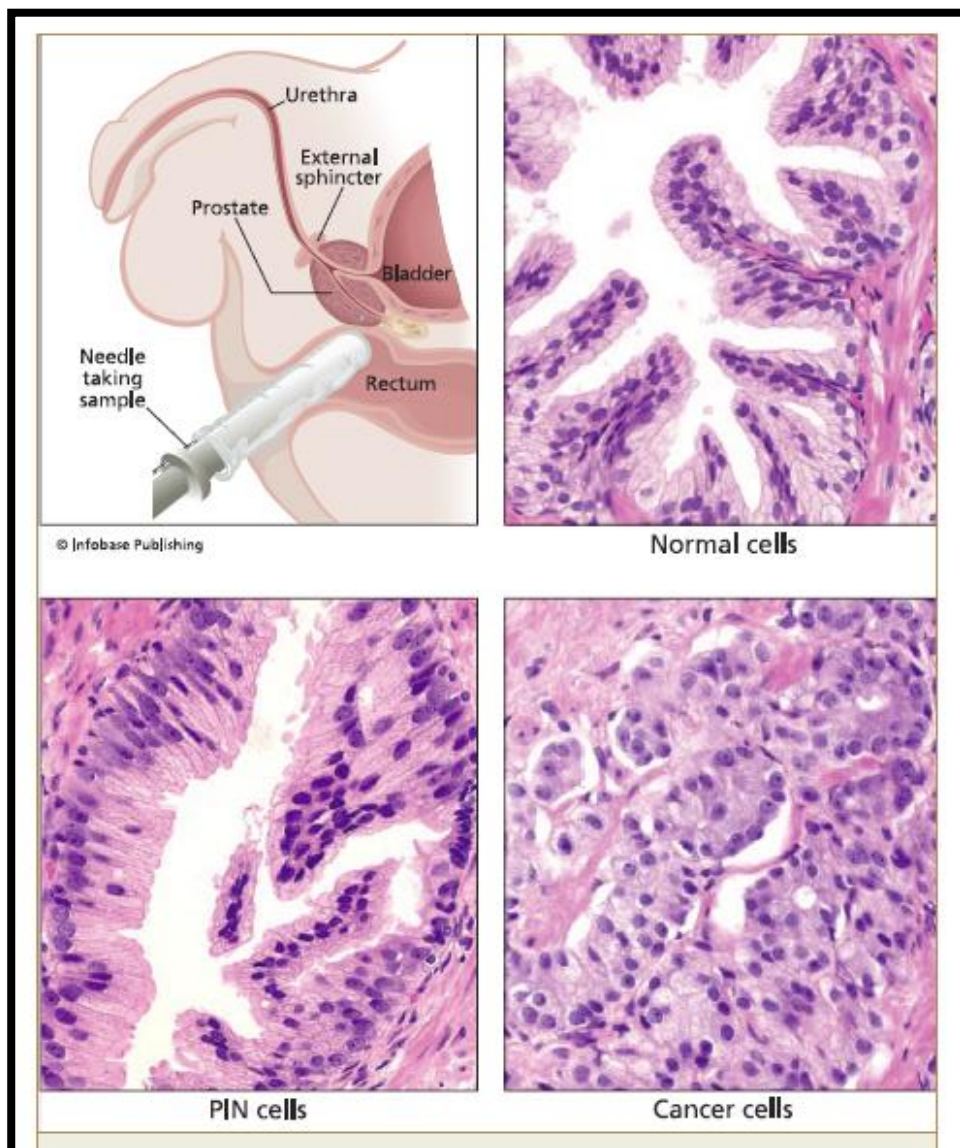 Urethra
External
sphincter
Prostate
Bladder
Needle
taking
sample
Rectum
© Infobase Publishing
Normal cells
PIN cells
Cancer cells